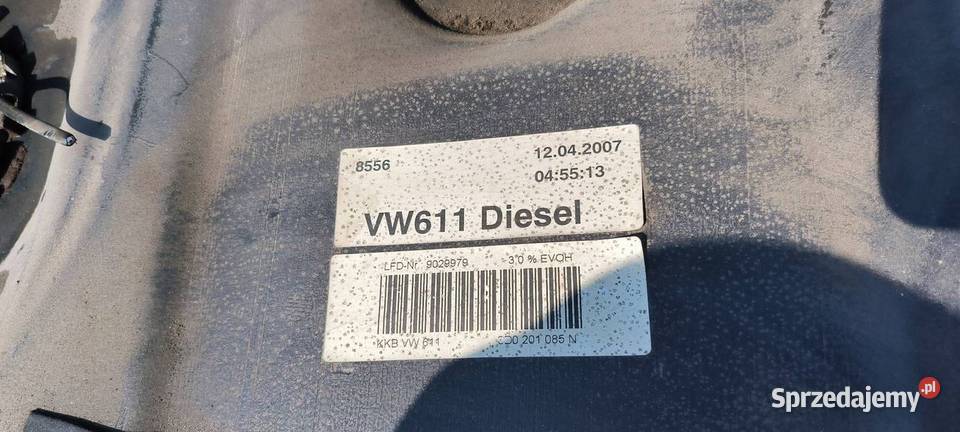 8556 12.04.2007
04:55:13
VW611 Diesel
LFD-Nr 9029979 3.0 % EVOH
KKB VW 611 3D0 201 085 N
Sprzedajemy.pl